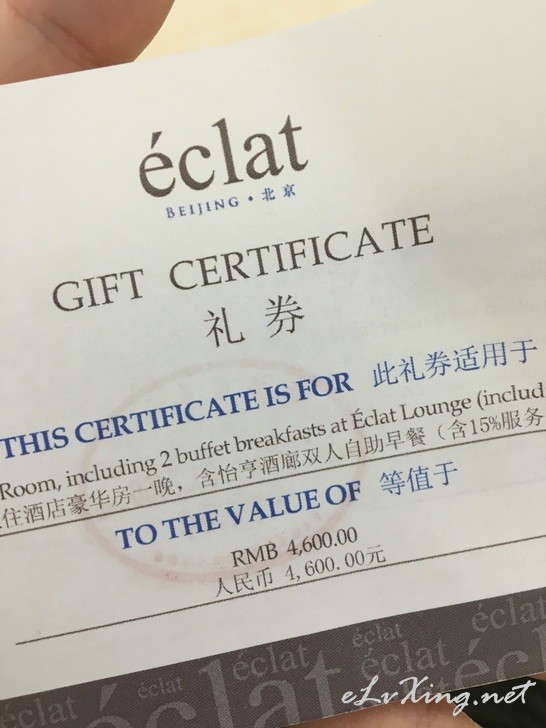 éclat
BEIJING · 北京
GIFT CERTIFICATE
礼券
THIS CERTIFICATE IS FOR 此礼券适用于
Room, including 2 buffet breakfasts at Éclat Lounge (includ
住酒店豪华房一晚，含怡亨酒廊双人自助早餐（含15%服务
TO THE VALUE OF 等值于
RMB 4,600.00
人民币 4,600.00元
éclat éclat éclat éclat éclat éclat
eLvXing.net